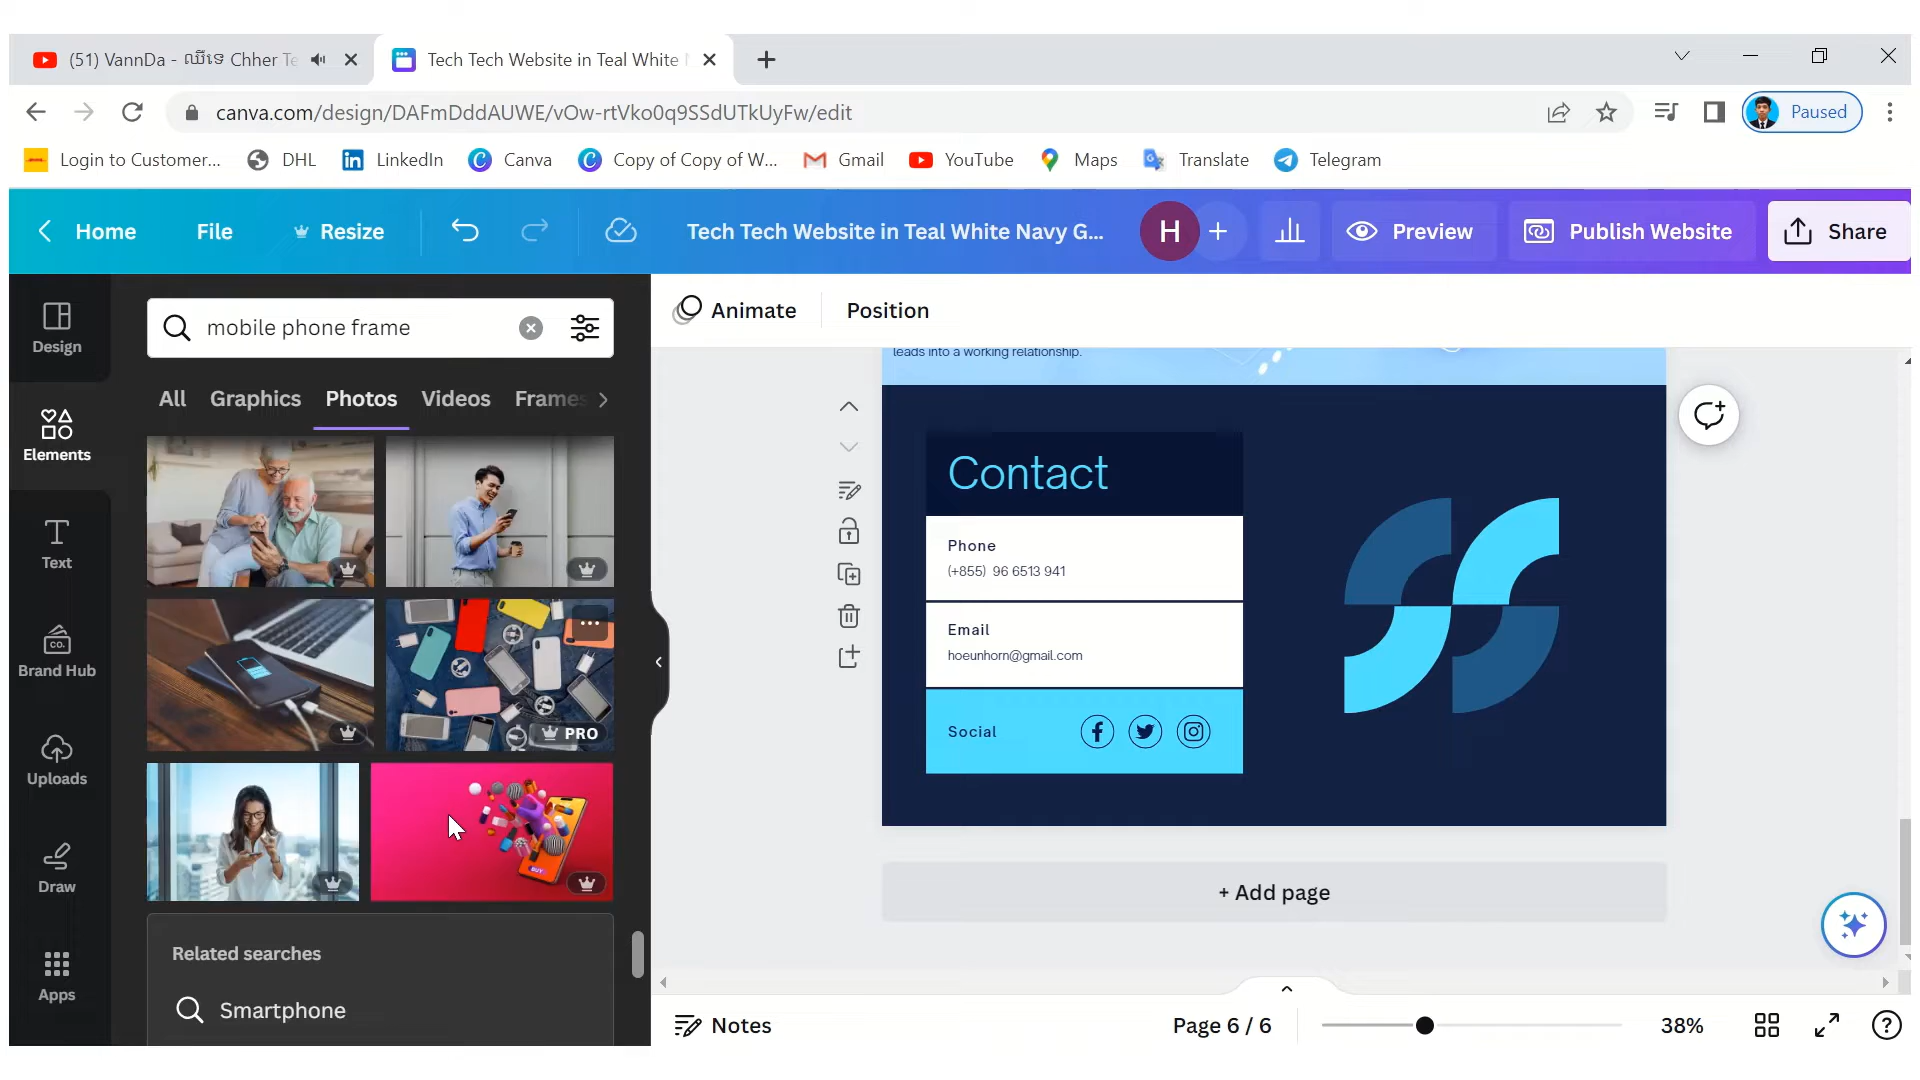 (51) VannDa - ឈឺទេ Chher Te
Tech Tech Website in Teal White
canva.com/design/DAFmDddAUWE/vOw-rtVko0q9SSdUTkUyFw/edit
Paused
Login to Customer...
DHL
LinkedIn
Canva
Copy of Copy of W...
Gmail
YouTube
Maps
Translate
Telegram
Home
File
Resize
Tech Tech Website in Teal White Navy G...
H
Preview
Publish Website
Share
Design
Elements
Text
Brand Hub
CO.
Uploads
Draw
Apps
mobile phone frame
All
Graphics
Photos
Videos
Frames
PRO
BUY
Related searches
Smartphone
Animate
Position
leads into a working relationship.
Contact
Phone
(+855) 96 6513 941
Email
hoeunhorn@gmail.com
Social
+ Add page
Notes
Page 6 / 6
38%